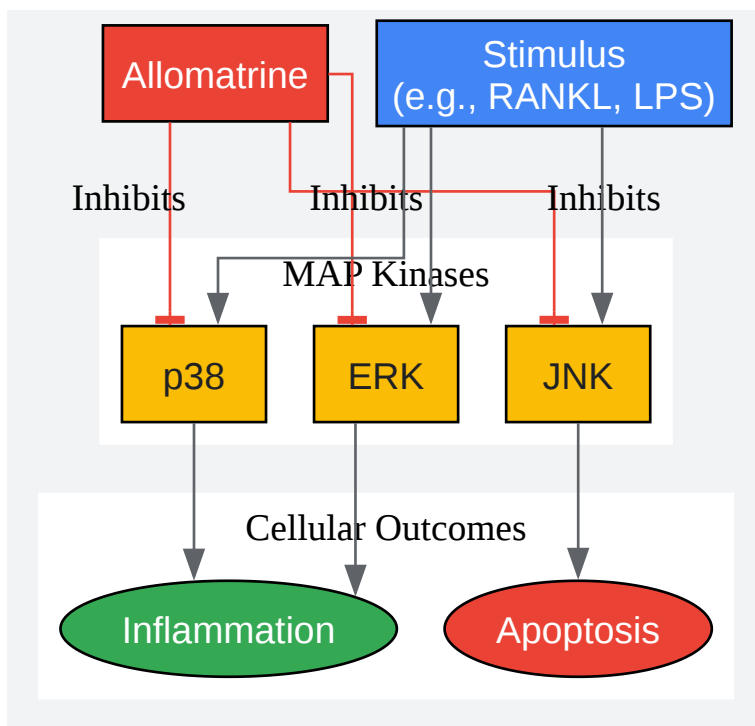 Allomatrine
Stimulus
(e.g., RANKL, LPS)
Inhibits
Inhibits
Inhibits
MAP Kinases
p38
ERK
JNK
Cellular Outcomes
Inflammation
Apoptosis